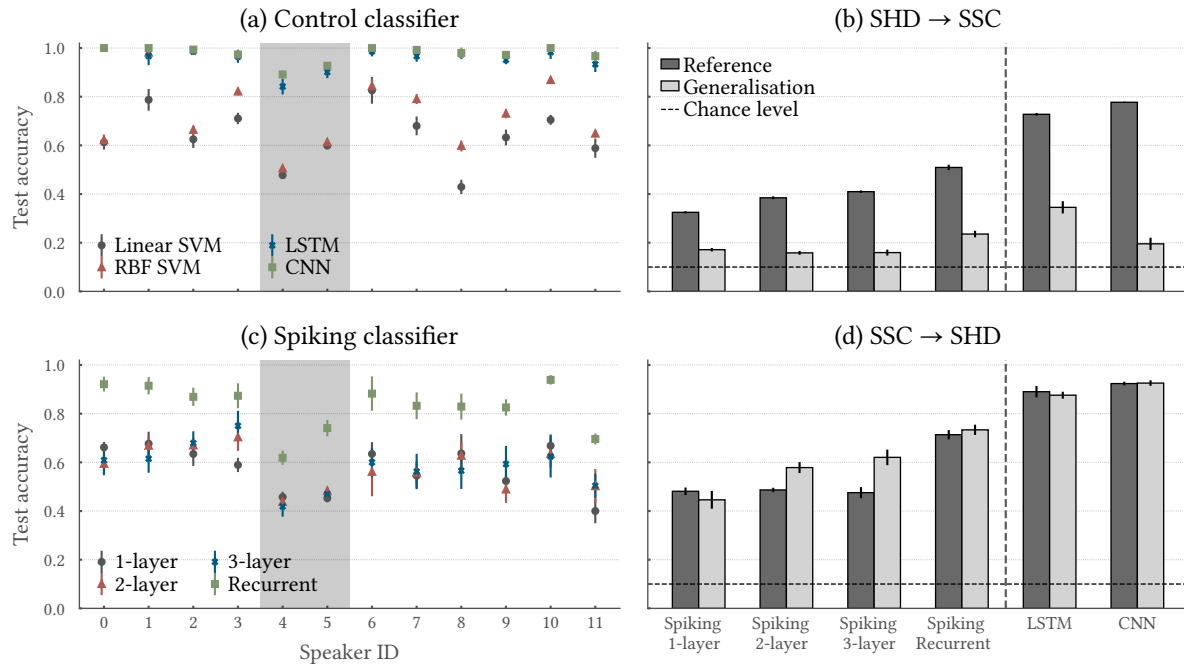 (a) Control classifier
Test accuracy
1.0
0.8
0.6
0.4
0.2
0.0
Linear SVM
RBF SVM
LSTM
CNN
(b) SHD → SSC
Reference
Generalisation
Chance level
(c) Spiking classifier
Test accuracy
1.0
0.8
0.6
0.4
0.2
0.0
1-layer
2-layer
3-layer
Recurrent
0 1 2 3 4 5 6 7 8 9 10 11
Speaker ID
(d) SSC → SHD
Spiking Spiking Spiking Spiking LSTM CNN
1-layer 2-layer 3-layer Recurrent